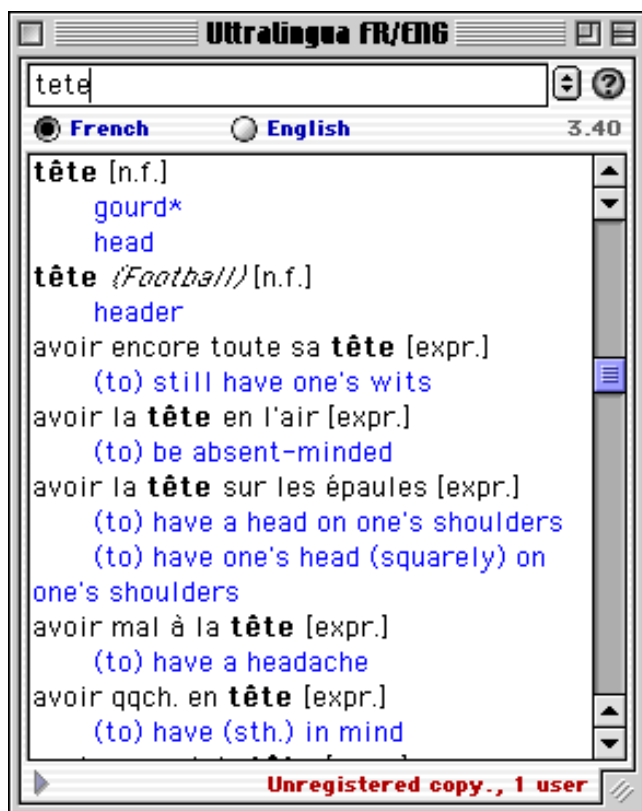 Ultralingua FR/ENG
tete
French English 3.40
tête [n.f.]
gourd*
head
tête (Football) [n.f.]
header
avoir encore toute sa tête [expr.]
(to) still have one's wits
avoir la tête en l'air [expr.]
(to) be absent-minded
avoir la tête sur les épaules [expr.]
(to) have a head on one's shoulders
(to) have one's head (squarely) on
one's shoulders
avoir mal à la tête [expr.]
(to) have a headache
avoir qqch. en tête [expr.]
(to) have (sth.) in mind
Unregistered copy., 1 user